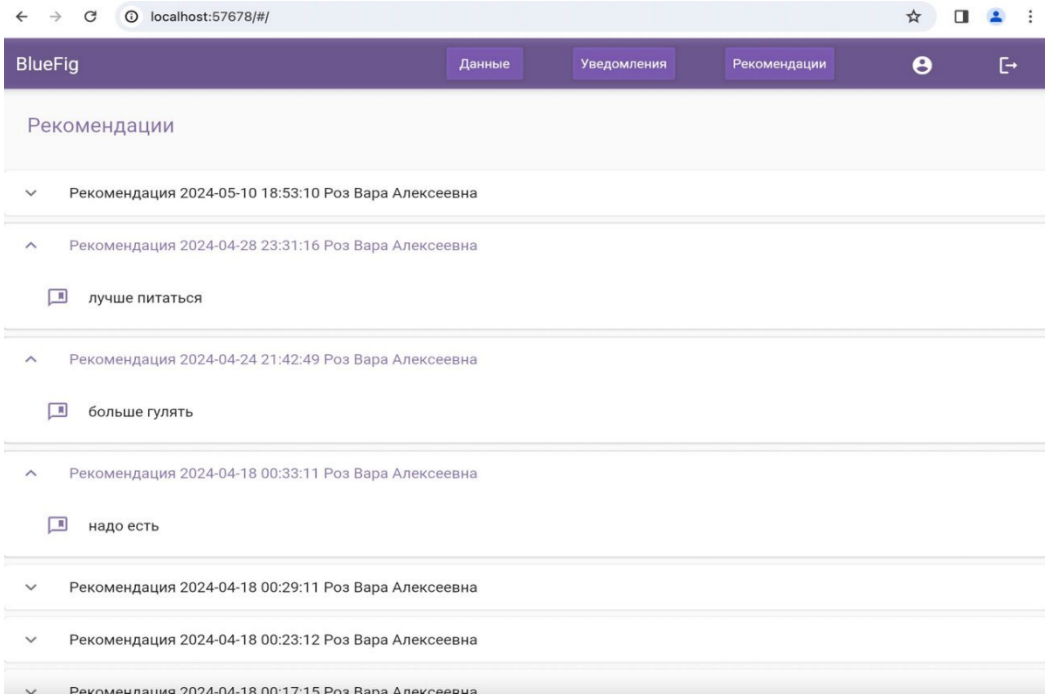 localhost:57678/#/
BlueFig Данные Уведомления Рекомендации
Рекомендации
Рекомендация 2024-05-10 18:53:10 Роз Вара Алексеевна
Рекомендация 2024-04-28 23:31:16 Роз Вара Алексеевна
лучше питаться
Рекомендация 2024-04-24 21:42:49 Роз Вара Алексеевна
больше гулять
Рекомендация 2024-04-18 00:33:11 Роз Вара Алексеевна
надо есть
Рекомендация 2024-04-18 00:29:11 Роз Вара Алексеевна
Рекомендация 2024-04-18 00:23:12 Роз Вара Алексеевна
Рекомендация 2024-04-18 00:17:15 Роз Вара Алексеевна